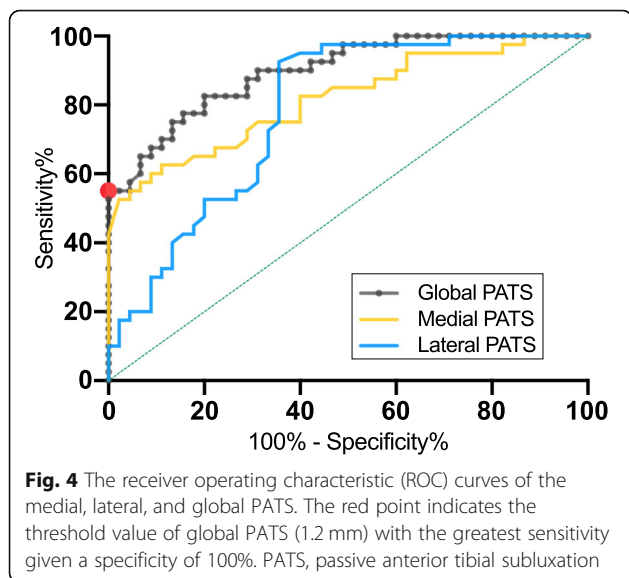 100
80
60
40
20
0
Sensitivity%
Global PATS
Medial PATS
Lateral PATS
0 20 40 60 80 100
100% - Specificity%
Fig. 4 The receiver operating characteristic (ROC) curves of the
medial, lateral, and global PATS. The red point indicates the
threshold value of global PATS (1.2 mm) with the greatest sensitivity
given a specificity of 100%. PATS, passive anterior tibial subluxation